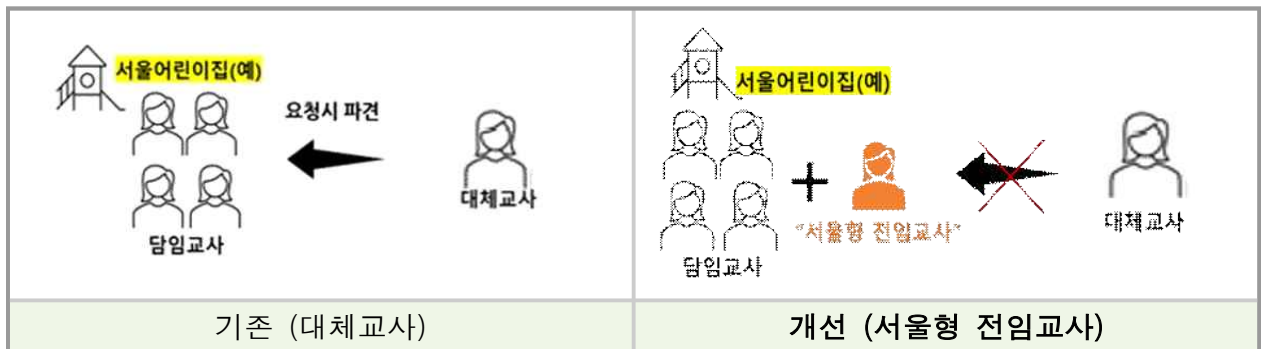 서울어린이집(예)
요청시 파견
대체교사
담임교사
기존 (대체교사)
서울어린이집(예)
"서울형 전임교사"
대체교사
담임교사
개선 (서울형 전임교사)